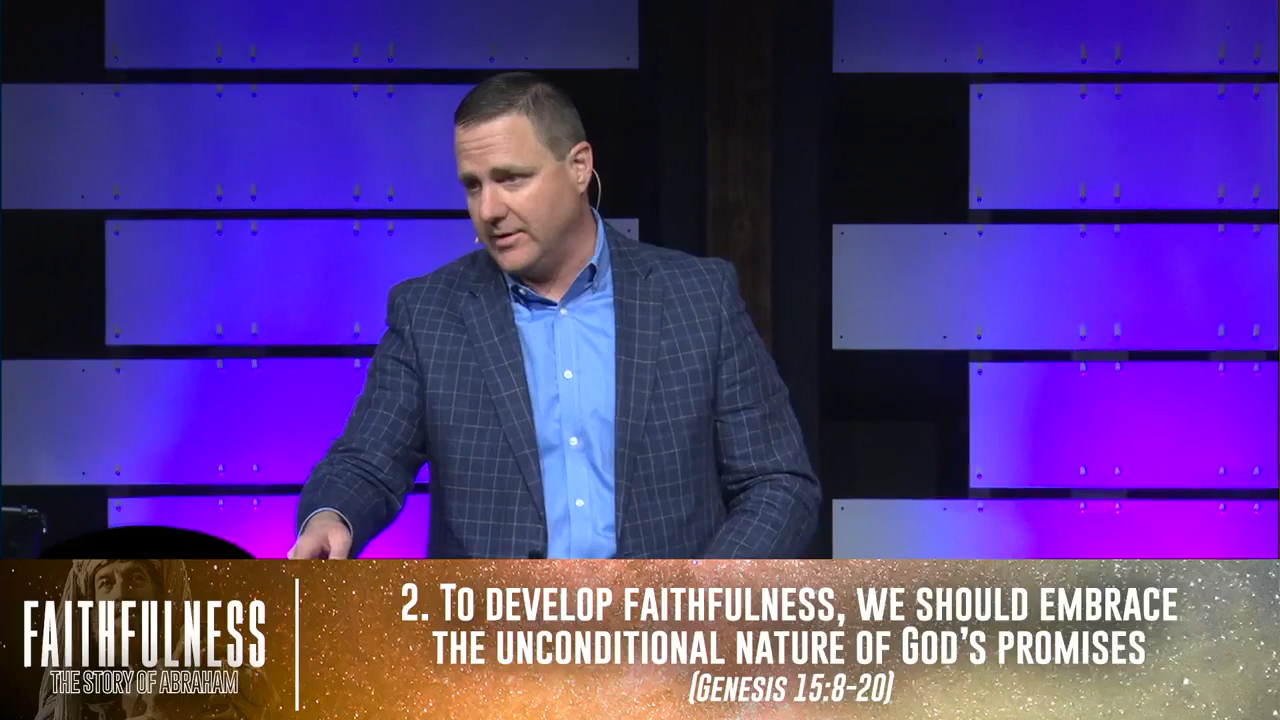 FAITHFULNESS
THE STORY OF ABRAHAM
2. TO DEVELOP FAITHFULNESS, WE SHOULD EMBRACE
THE UNCONDITIONAL NATURE OF GOD'S PROMISES
(GENESIS 15:8-20)